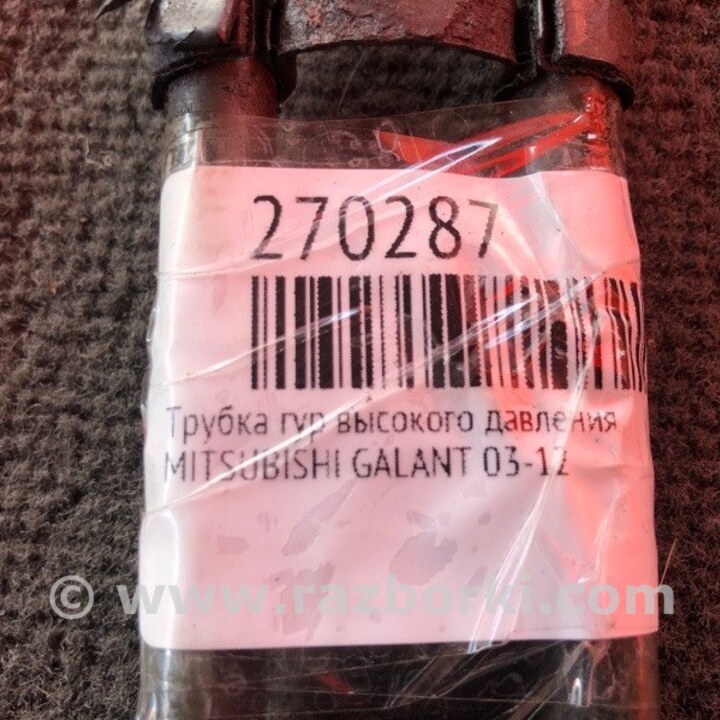 270287
Трубка гур высокого давления
MITSUBISHI GALANT 03-12
© www.razborki.com